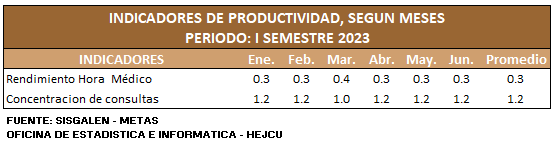 INDICADORES DE PRODUCTIVIDAD, SEGUN MESES
PERIODO: I SEMESTRE 2023
INDICADORES Ene. Feb. Mar. Abr. May. Jun. Promedio
Rendimiento Hora Médico 0.3 0.3 0.4 0.3 0.3 0.3 0.3
Concentracion de consultas 1.2 1.2 1.0 1.2 1.2 1.2 1.2
FUENTE: SISGALEN - METAS
OFICINA DE ESTADISTICA E INFORMATICA - HEJCU